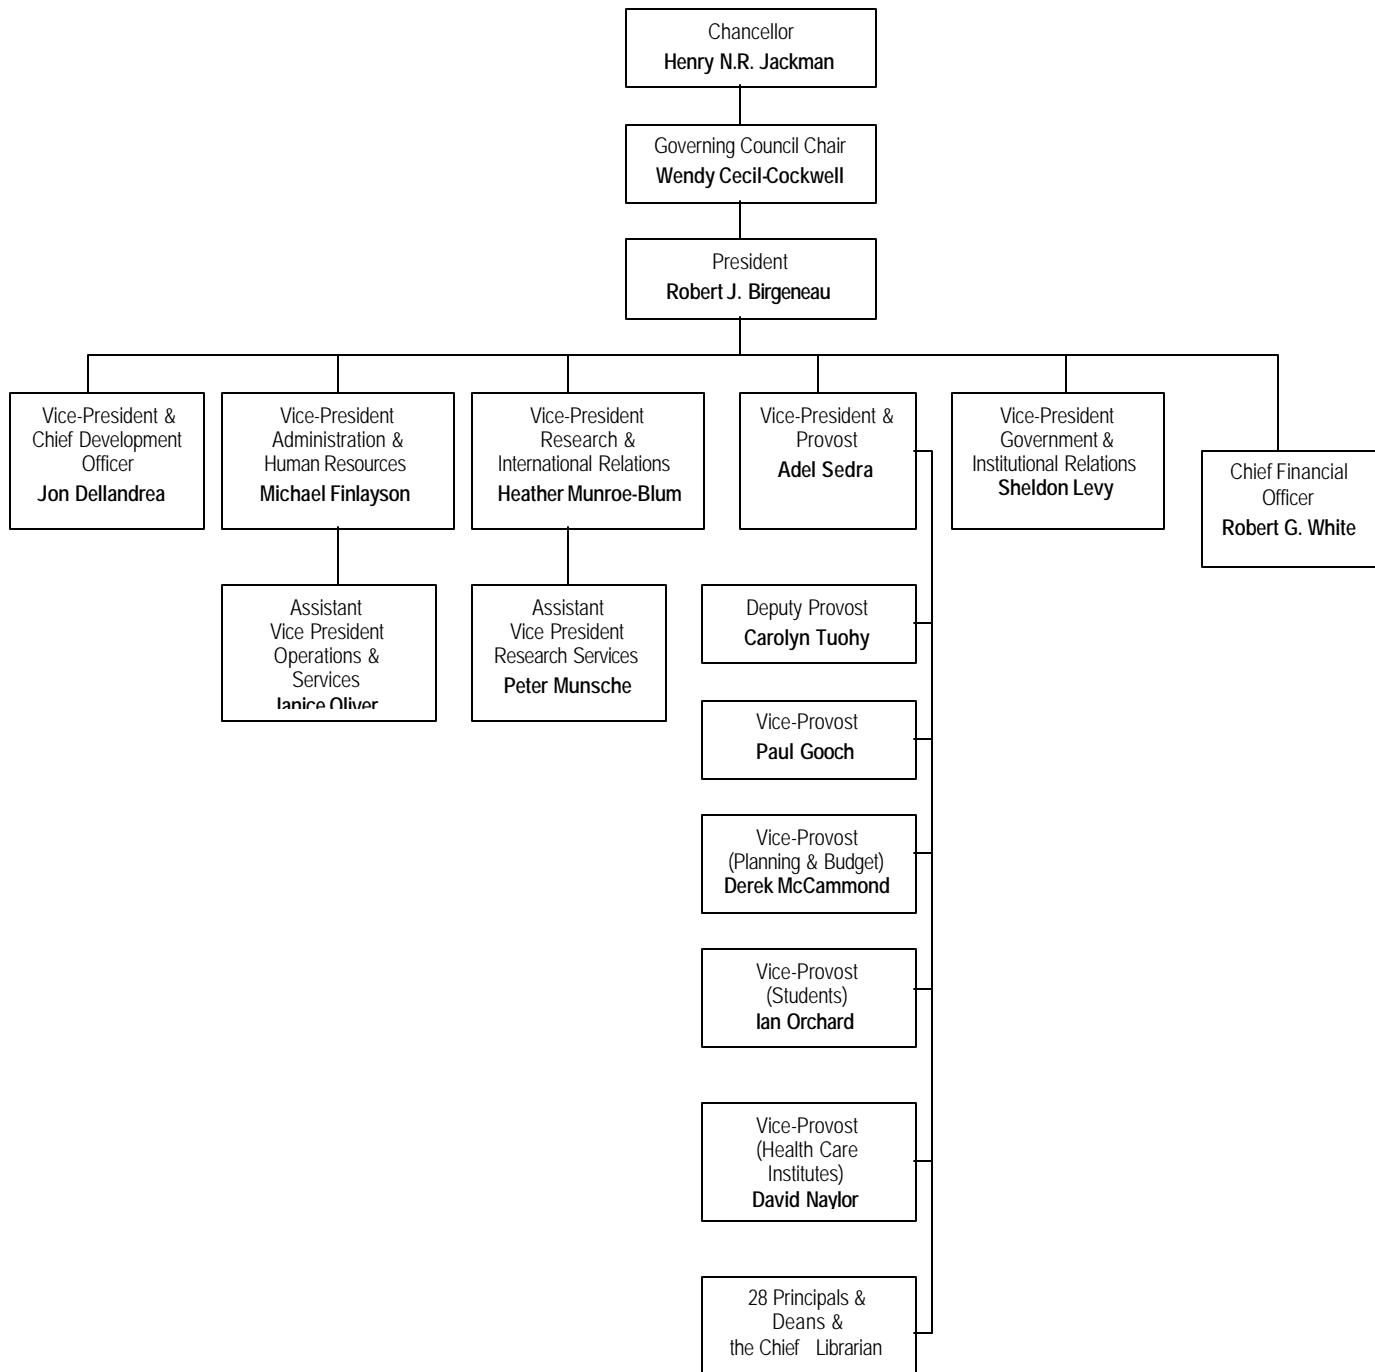 Chancellor
Henry N.R. Jackman
Governing Council Chair
Wendy Cecil-Cockwell
President
Robert J. Birgeneau
Vice-President &
Chief Development
Officer
Jon Dellandrea
Vice-President
Administration &
Human Resources
Michael Finlayson
Vice-President
Research &
International Relations
Heather Munroe-Blum
Vice-President &
Provost
Adel Sedra
Vice-President
Government &
Institutional Relations
Sheldon Levy
Chief Financial
Officer
Robert G. White
Assistant
Vice President
Operations &
Services
Janice Oliver
Assistant
Vice President
Research Services
Peter Munsche
Deputy Provost
Carolyn Tuohy
Vice-Provost
Paul Gooch
Vice-Provost
(Planning & Budget)
Derek McCammond
Vice-Provost
(Students)
Ian Orchard
Vice-Provost
(Health Care
Institutes)
David Naylor
28 Principals &
Deans &
the Chief Librarian